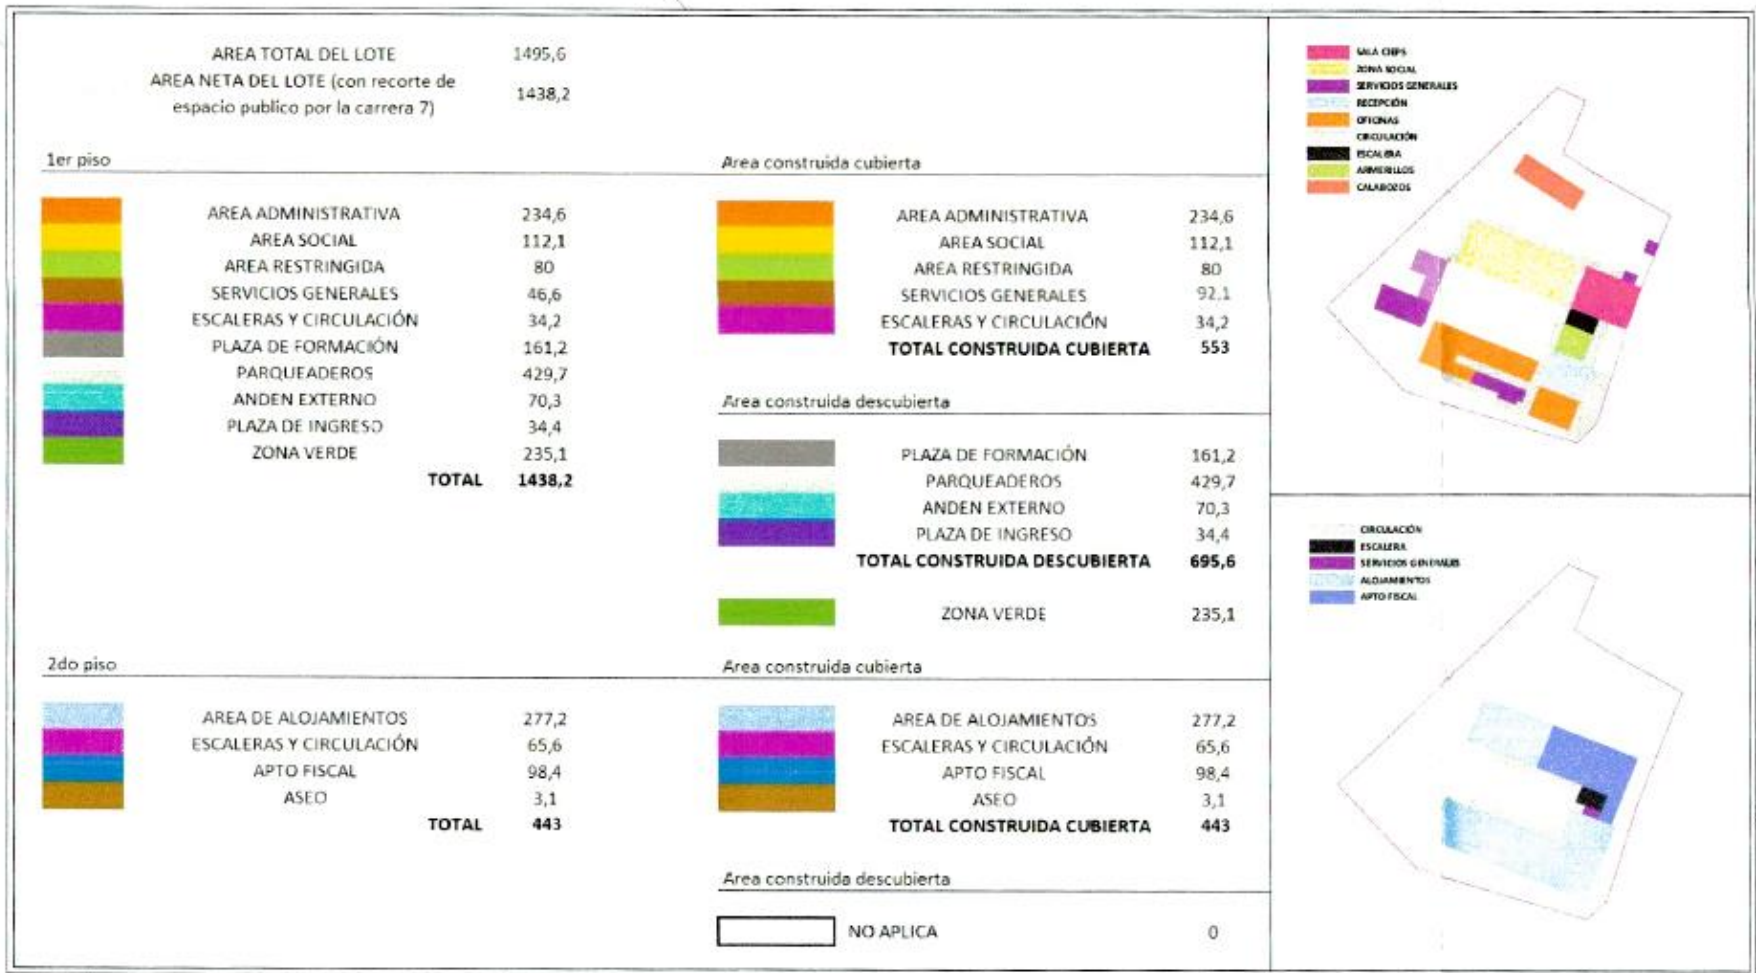 AREA TOTAL DEL LOTE 1495,6
AREA NETA DEL LOTE (con recorte de
espacio publico por la carrera 7) 1438,2
1er piso
AREA ADMINISTRATIVA 234,6
AREA SOCIAL 112,1
AREA RESTRINGIDA 80
SERVICIOS GENERALES 46,6
ESCALERAS Y CIRCULACIÓN 34,2
PLAZA DE FORMACIÓN 161,2
PARQUEADEROS 429,7
ANDEN EXTERNO 70,3
PLAZA DE INGRESO 34,4
ZONA VERDE 235,1
TOTAL 1438,2
Area construida cubierta
AREA ADMINISTRATIVA 234,6
AREA SOCIAL 112,1
AREA RESTRINGIDA 80
SERVICIOS GENERALES 92,1
ESCALERAS Y CIRCULACIÓN 34,2
TOTAL CONSTRUIDA CUBIERTA 553
Area construida descubierta
PLAZA DE FORMACIÓN 161,2
PARQUEADEROS 429,7
ANDEN EXTERNO 70,3
PLAZA DE INGRESO 34,4
TOTAL CONSTRUIDA DESCUBIERTA 695,6
ZONA VERDE 235,1
2do piso
AREA DE ALOJAMIENTOS 277,2
ESCALERAS Y CIRCULACIÓN 65,6
APTO FISCAL 98,4
ASEO 3,1
TOTAL 443
Area construida cubierta
AREA DE ALOJAMIENTOS 277,2
ESCALERAS Y CIRCULACIÓN 65,6
APTO FISCAL 98,4
ASEO 3,1
TOTAL CONSTRUIDA CUBIERTA 443
Area construida descubierta
NO APLICA 0
SALA CIEPS
ZONA SOCIAL
SERVICIOS GENERALES
RECEPCIÓN
OFICINAS
CIRCULACIÓN
ESCALERA
ARMERILLOS
CALABOZOS
CIRCULACIÓN
ESCALERA
SERVICIOS GENERALES
ALOJAMIENTOS
APTO FISCAL